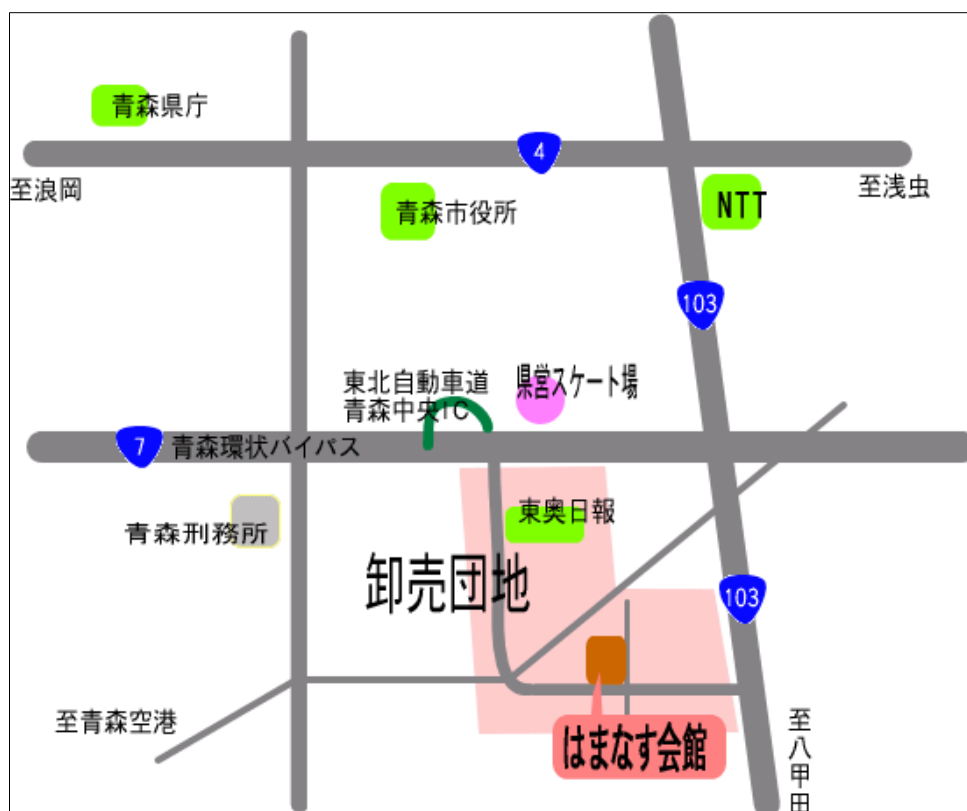 青森県庁
4
至浪岡
至浅虫
青森市役所
NTT
103
東北自動車道
青森中央IC
県営スケート場
7
青森環状バイパス
東奥日報
青森刑務所
卸売団地
103
至青森空港
はまなす会館
至八甲田